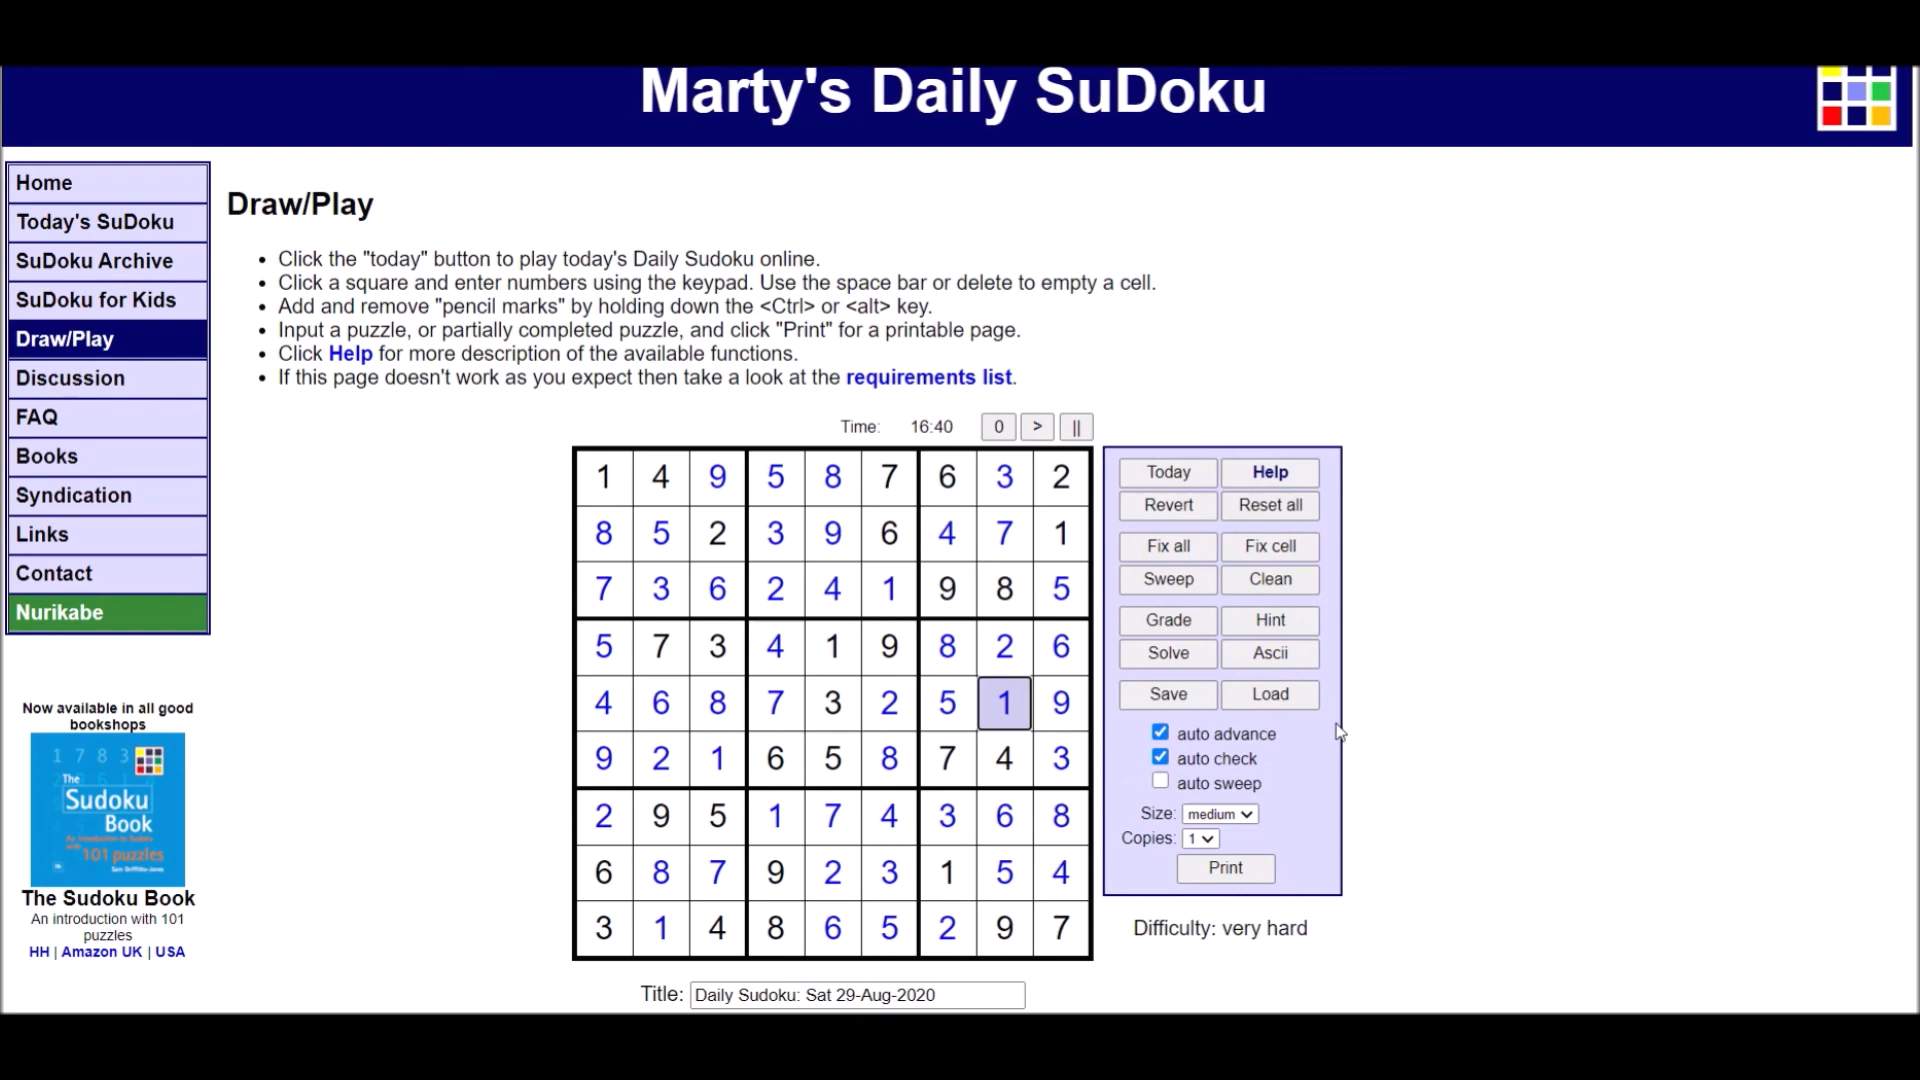 Marty's Daily SuDoku
Home
Today's SuDoku
SuDoku Archive
SuDoku for Kids
Draw/Play
Discussion
FAQ
Books
Syndication
Links
Contact
Nurikabe
Now available in all good
bookshops
The
Sudoku
Book
101 puzzles
The Sudoku Book
An introduction with 101
puzzles
HH | Amazon UK | USA
Draw/Play
• Click the "today" button to play today's Daily Sudoku online.
• Click a square and enter numbers using the keypad. Use the space bar or delete to empty a cell.
• Add and remove "pencil marks" by holding down the <Ctrl> or <alt> key.
• Input a puzzle, or partially completed puzzle, and click "Print" for a printable page.
• Click Help for more description of the available functions.
• If this page doesn't work as you expect then take a look at the requirements list.
Time: 16:40 0 > ||
1 4 9 5 8 7 6 3 2
8 5 2 3 9 6 4 7 1
7 3 6 2 4 1 9 8 5
5 7 3 4 1 9 8 2 6
4 6 8 7 3 2 5 1 9
9 2 1 6 5 8 7 4 3
2 9 5 1 7 4 3 6 8
6 8 7 9 2 3 1 5 4
3 1 4 8 6 5 2 9 7
Today Help
Revert Reset all
Fix all Fix cell
Sweep Clean
Grade Hint
Solve Ascii
Save Load
auto advance
auto check
auto sweep
Size: medium
Copies: 1
Print
Difficulty: very hard
Title: Daily Sudoku: Sat 29-Aug-2020